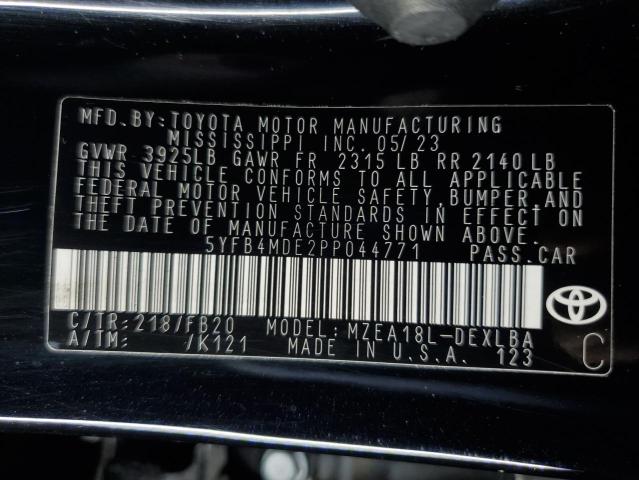 MFD. BY: TOYOTA MOTOR MANUFACTURING
MISSISSIPPI INC. 05/23
GVWR 3925LB GAWR FR 2315 LB RR 2140 LB
THIS VEHICLE CONFORMS TO ALL APPLICABLE
FEDERAL MOTOR VEHICLE SAFETY, BUMPER, AND
THEFT PREVENTION STANDARDS IN EFFECT ON
THE DATE OF MANUFACTURE SHOWN ABOVE.
5YFB4MDE2PP044771 PASS. CAR
C/TR: 218/FB20 MODEL: MZEA18L-DEXLBA
A/TM: /K121 MADE IN U.S.A. 123
C